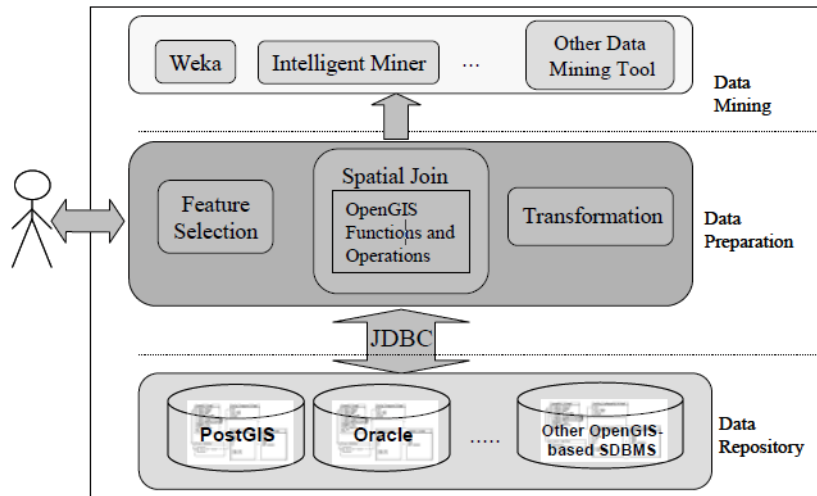 Weka
Intelligent Miner
...
Other Data
Mining Tool
Data
Mining
Feature
Selection
Spatial Join
OpenGIS
Functions and
Operations
Transformation
Data
Preparation
JDBC
PostGIS
Oracle
.....
Other OpenGIS-
based SDBMS
Data
Repository